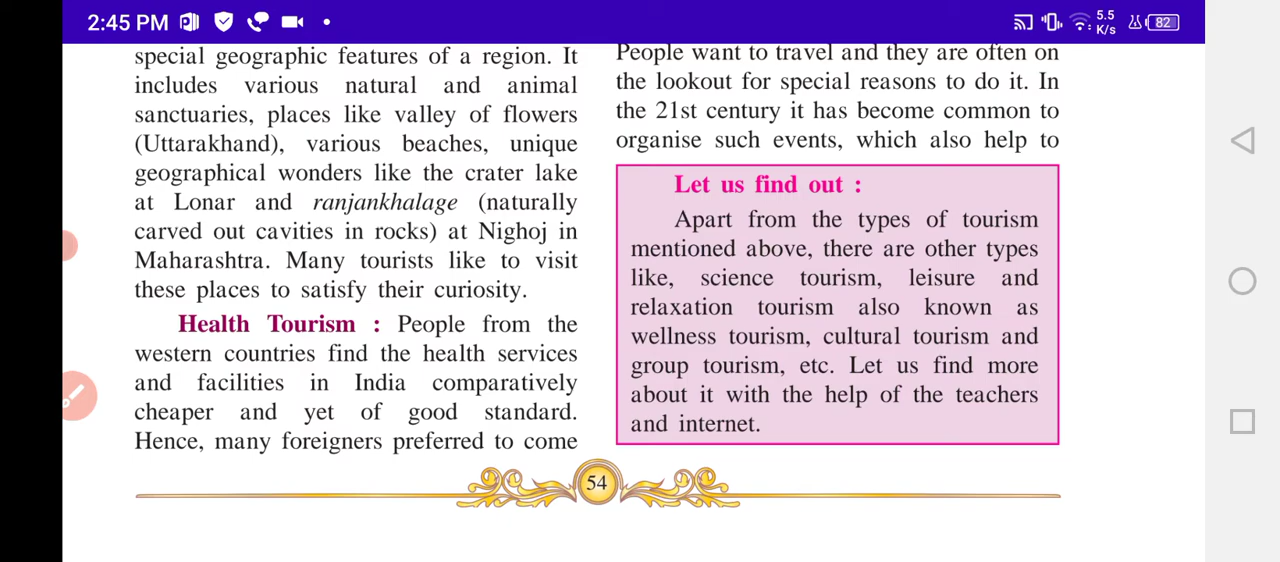 2:45 PM
5.5
K/s
82
special geographic features of a region. It
includes various natural and animal
sanctuaries, places like valley of flowers
(Uttarakhand), various beaches, unique
geographical wonders like the crater lake
at Lonar and ranjankhalage (naturally
carved out cavities in rocks) at Nighoj in
Maharashtra. Many tourists like to visit
these places to satisfy their curiosity.
Health Tourism : People from the
western countries find the health services
and facilities in India comparatively
cheaper and yet of good standard.
Hence, many foreigners preferred to come
People want to travel and they are often on
the lookout for special reasons to do it. In
the 21st century it has become common to
organise such events, which also help to
Let us find out :
Apart from the types of tourism
mentioned above, there are other types
like, science tourism, leisure and
relaxation tourism also known as
wellness tourism, cultural tourism and
group tourism, etc. Let us find more
about it with the help of the teachers
and internet.
54